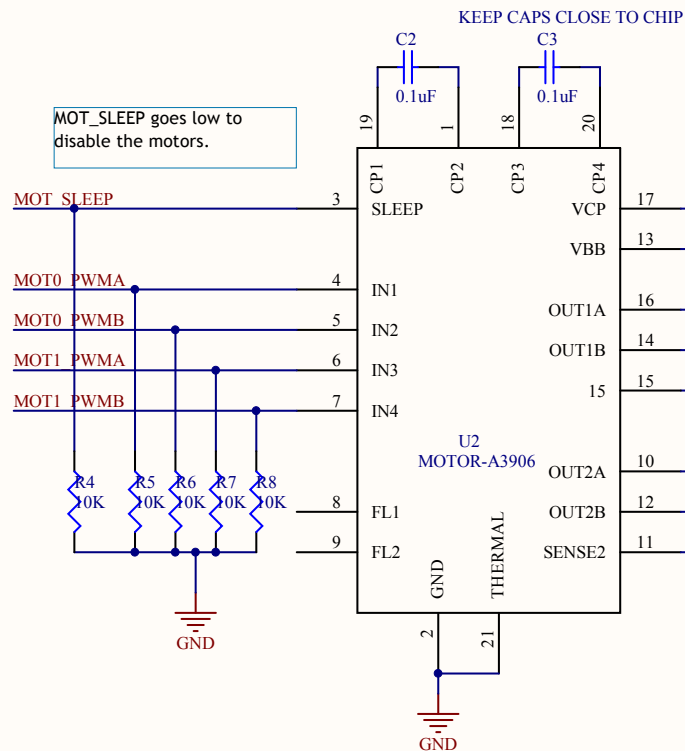 KEEP CAPS CLOSE TO CHIP
C2
C3
0.1uF
0.1uF
MOT_SLEEP goes low to
disable the motors.
19
1
18
20
CP1
CP2
CP3
CP4
MOT_SLEEP
3
SLEEP
VCP
17
VBB
13
MOT0_PWMA
4
IN1
OUT1A
16
MOT0_PWMB
5
IN2
OUT1B
14
MOT1_PWMA
6
IN3
15
15
MOT1_PWMB
7
IN4
U2
MOTOR-A3906
R4
R5
R6
R7
R8
10K
10K
10K
10K
10K
OUT2A
10
8
FL1
OUT2B
12
9
FL2
SENSE2
11
GND
THERMAL
2
21
GND
GND